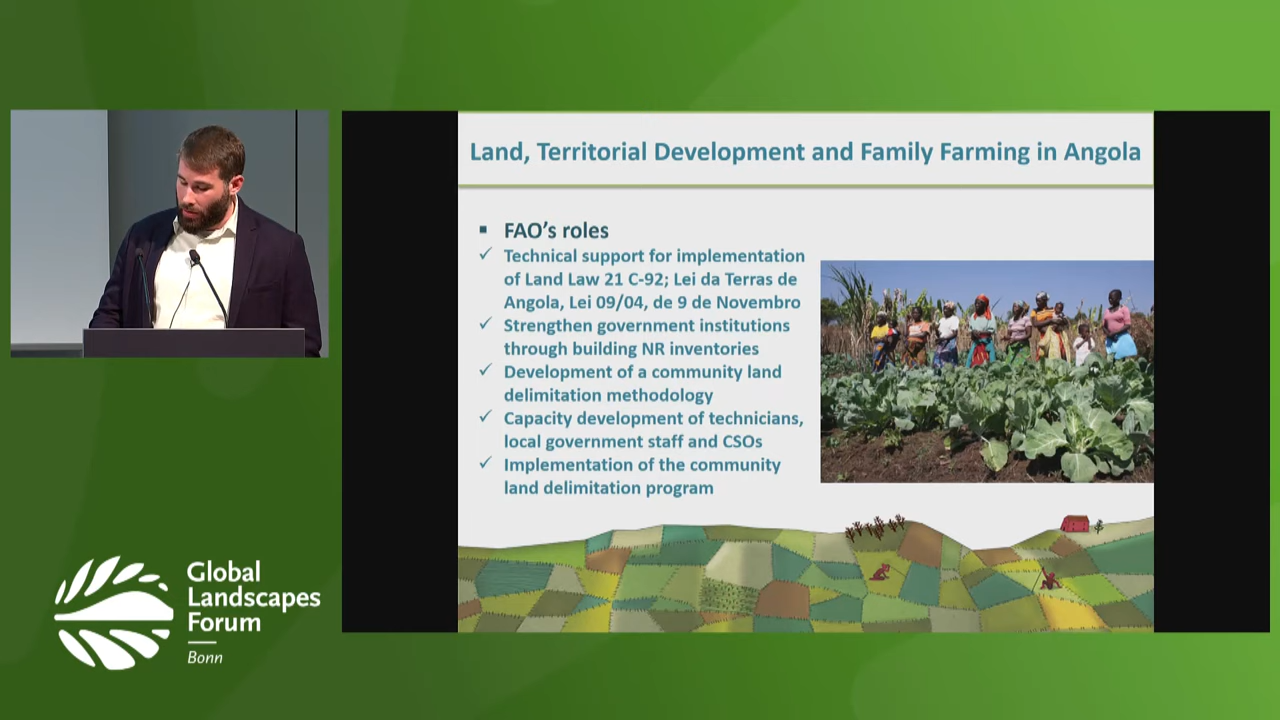 Land, Territorial Development and Family Farming in Angola
▪ FAO's roles
✓ Technical support for implementation
of Land Law 21 C-92; Lei da Terras de
Angola, Lei 09/04, de 9 de Novembro
✓ Strengthen government institutions
through building NR inventories
✓ Development of a community land
delimitation methodology
✓ Capacity development of technicians,
local government staff and CSOs
✓ Implementation of the community
land delimitation program
Global
Landscapes
Forum
Bonn